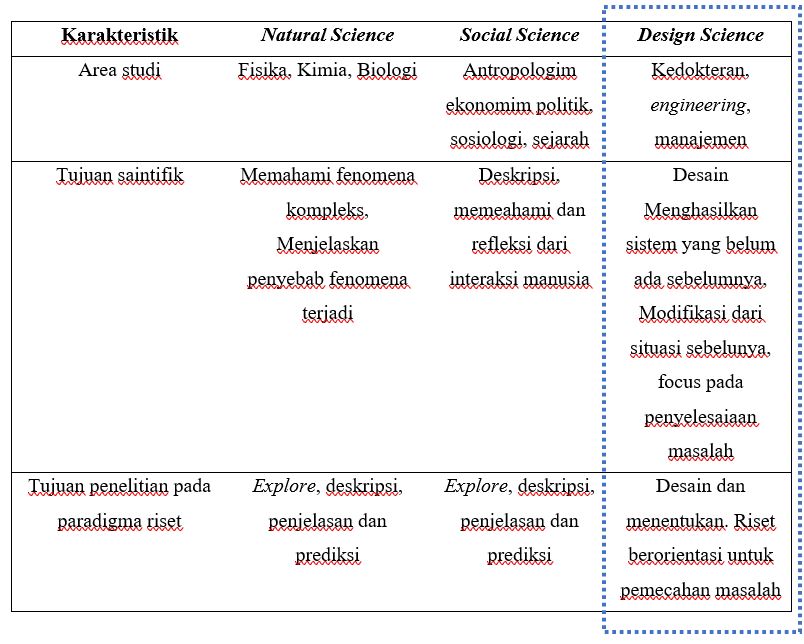 Karakteristik Natural Science Social Science Design Science
Area studi Fisika, Kimia, Biologi Antropologim Kedokteran,
ekonomim politik, engineering,
sosiologi, sejarah manajemen
Tujuan saintifik Memahami fenomena Deskripsi, Desain
kompleks, memeahami dan Menghasilkan
Menjelaskan refleksi dari sistem yang belum
penyebab fenomena interaksi manusia ada sebelumnya,
terjadi Modifikasi dari
situasi sebelunya,
focus pada
penyelesaiaan
masalah
Tujuan penelitian pada Explore, deskripsi, Explore, deskripsi, Desain dan
paradigma riset penjelasan dan penjelasan dan menentukan. Riset
prediksi prediksi berorientasi untuk
pemecahan masalah